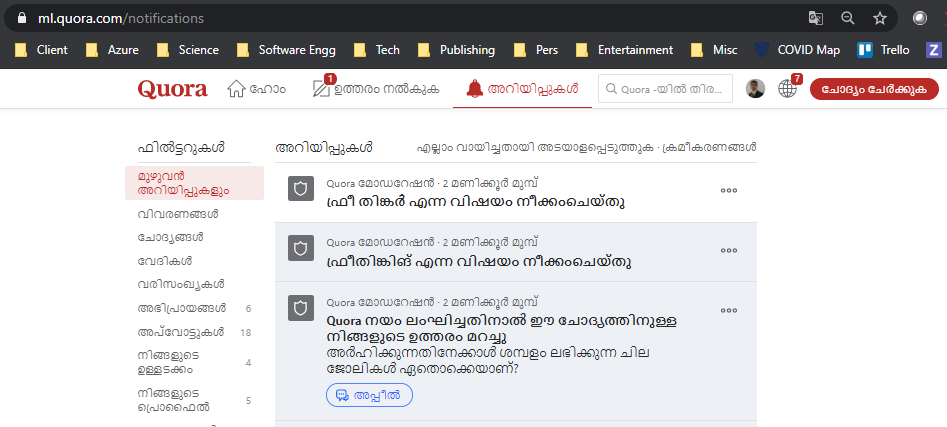 ml.quora.com/notifications
Client Azure Science Software Engg Tech Publishing Pers Entertainment Misc COVID Map Trello Z
Quora ഹോം 1 ഉത്തരം നൽകുക അറിയിപ്പുകൾ Quora -യിൽ തിര... 7 ചോദ്യം ചേർക്കുക
ഫിൽട്ടറുകൾ
മുഴുവൻ
അറിയിപ്പുകളും
വിവരണങ്ങൾ
ചോദ്യങ്ങൾ
വേദികൾ
വരിസംഖ്യകൾ
അഭിപ്രായങ്ങൾ 6
അപ്‌വോട്ടുകൾ 18
നിങ്ങളുടെ
ഉള്ളടക്കം 4
നിങ്ങളുടെ
പ്രൊഫൈൽ 5
അറിയിപ്പുകൾ എല്ലാം വായിച്ചതായി അടയാളപ്പെടുത്തുക · ക്രമീകരണങ്ങൾ
Quora മോഡറേഷൻ · 2 മണിക്കൂർ മുമ്പ്
ഫ്രീ തിങ്കർ എന്ന വിഷയം നീക്കംചെയ്തു
Quora മോഡറേഷൻ · 2 മണിക്കൂർ മുമ്പ്
ഫ്രീതിങ്കിങ് എന്ന വിഷയം നീക്കംചെയ്തു
Quora മോഡറേഷൻ · 2 മണിക്കൂർ മുമ്പ്
Quora നയം ലംഘിച്ചതിനാൽ ഈ ചോദ്യത്തിനുള്ള
നിങ്ങളുടെ ഉത്തരം മറച്ചു
അർഹിക്കുന്നതിനേക്കാൾ ശമ്പളം ലഭിക്കുന്ന ചില
ജോലികൾ ഏതൊക്കെയാണ്?
അപ്പീൽ